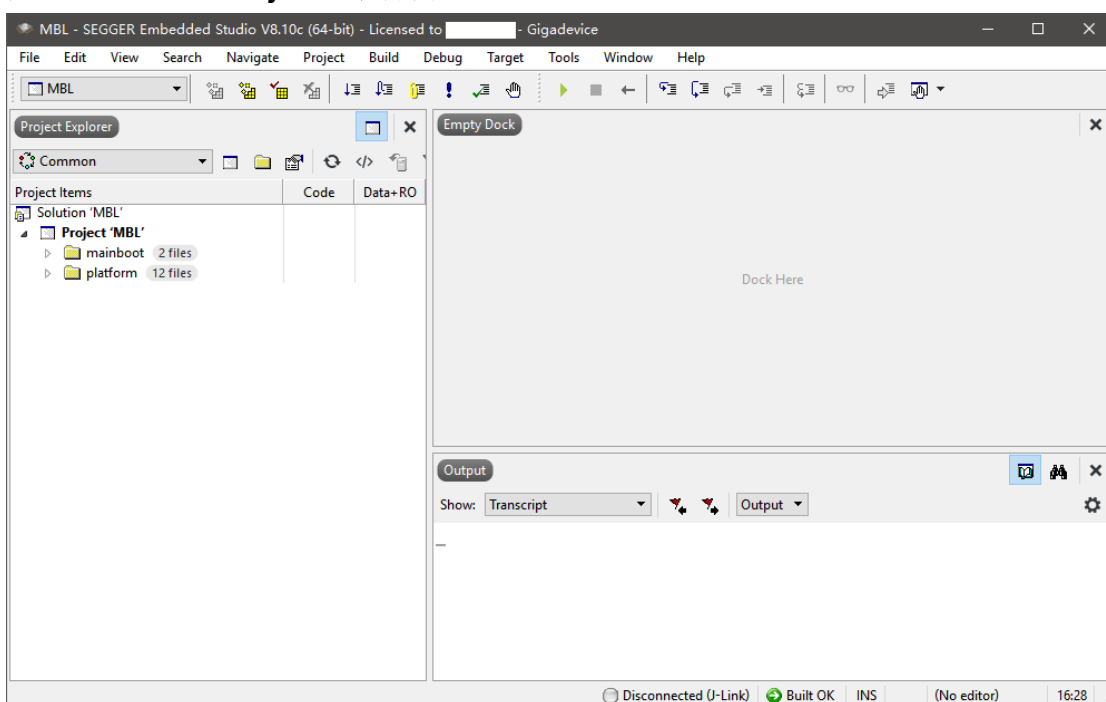 MBL - SEGGER Embedded Studio V8.10c (64-bit) - Licensed to - Gigadevice
File Edit View Search Navigate Project Build Debug Target Tools Window Help
MBL
Project Explorer
Empty Dock
Common
Project Items Code Data+RO
Solution ‘MBL’
Project ‘MBL’
mainboot 2 files
platform 12 files
Dock Here
Output
Show: Transcript Output
Disconnected (J-Link) Built OK INS (No editor) 16:28